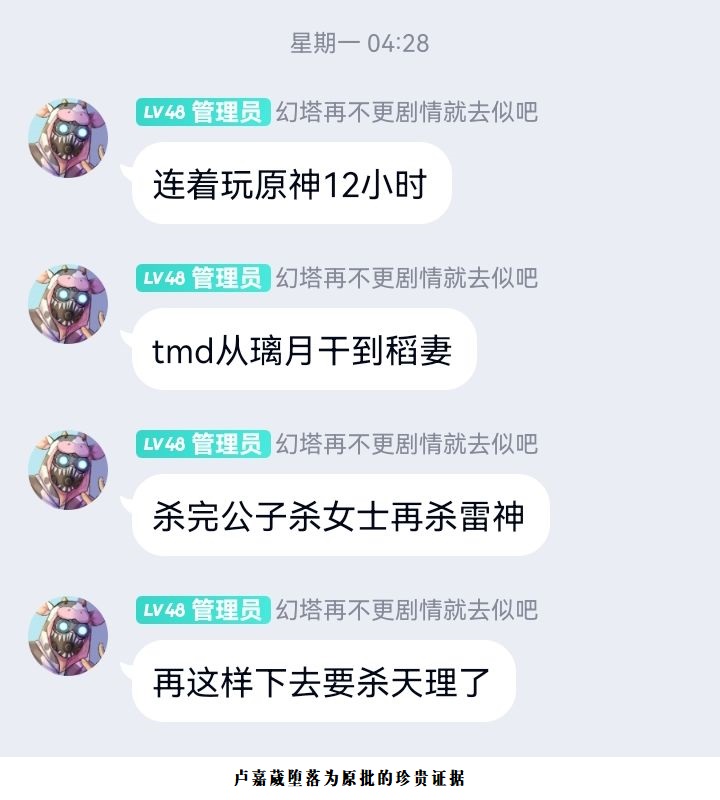 星期一 04:28
LV48 管理员 幻塔再不更剧情就去似吧
连着玩原神12小时
LV48 管理员 幻塔再不更剧情就去似吧
tmd从璃月干到稻妻
LV48 管理员 幻塔再不更剧情就去似吧
杀完公子杀女士再杀雷神
LV48 管理员 幻塔再不更剧情就去似吧
再这样下去要杀天理了
卢嘉葳堕落为原批的珍贵证据